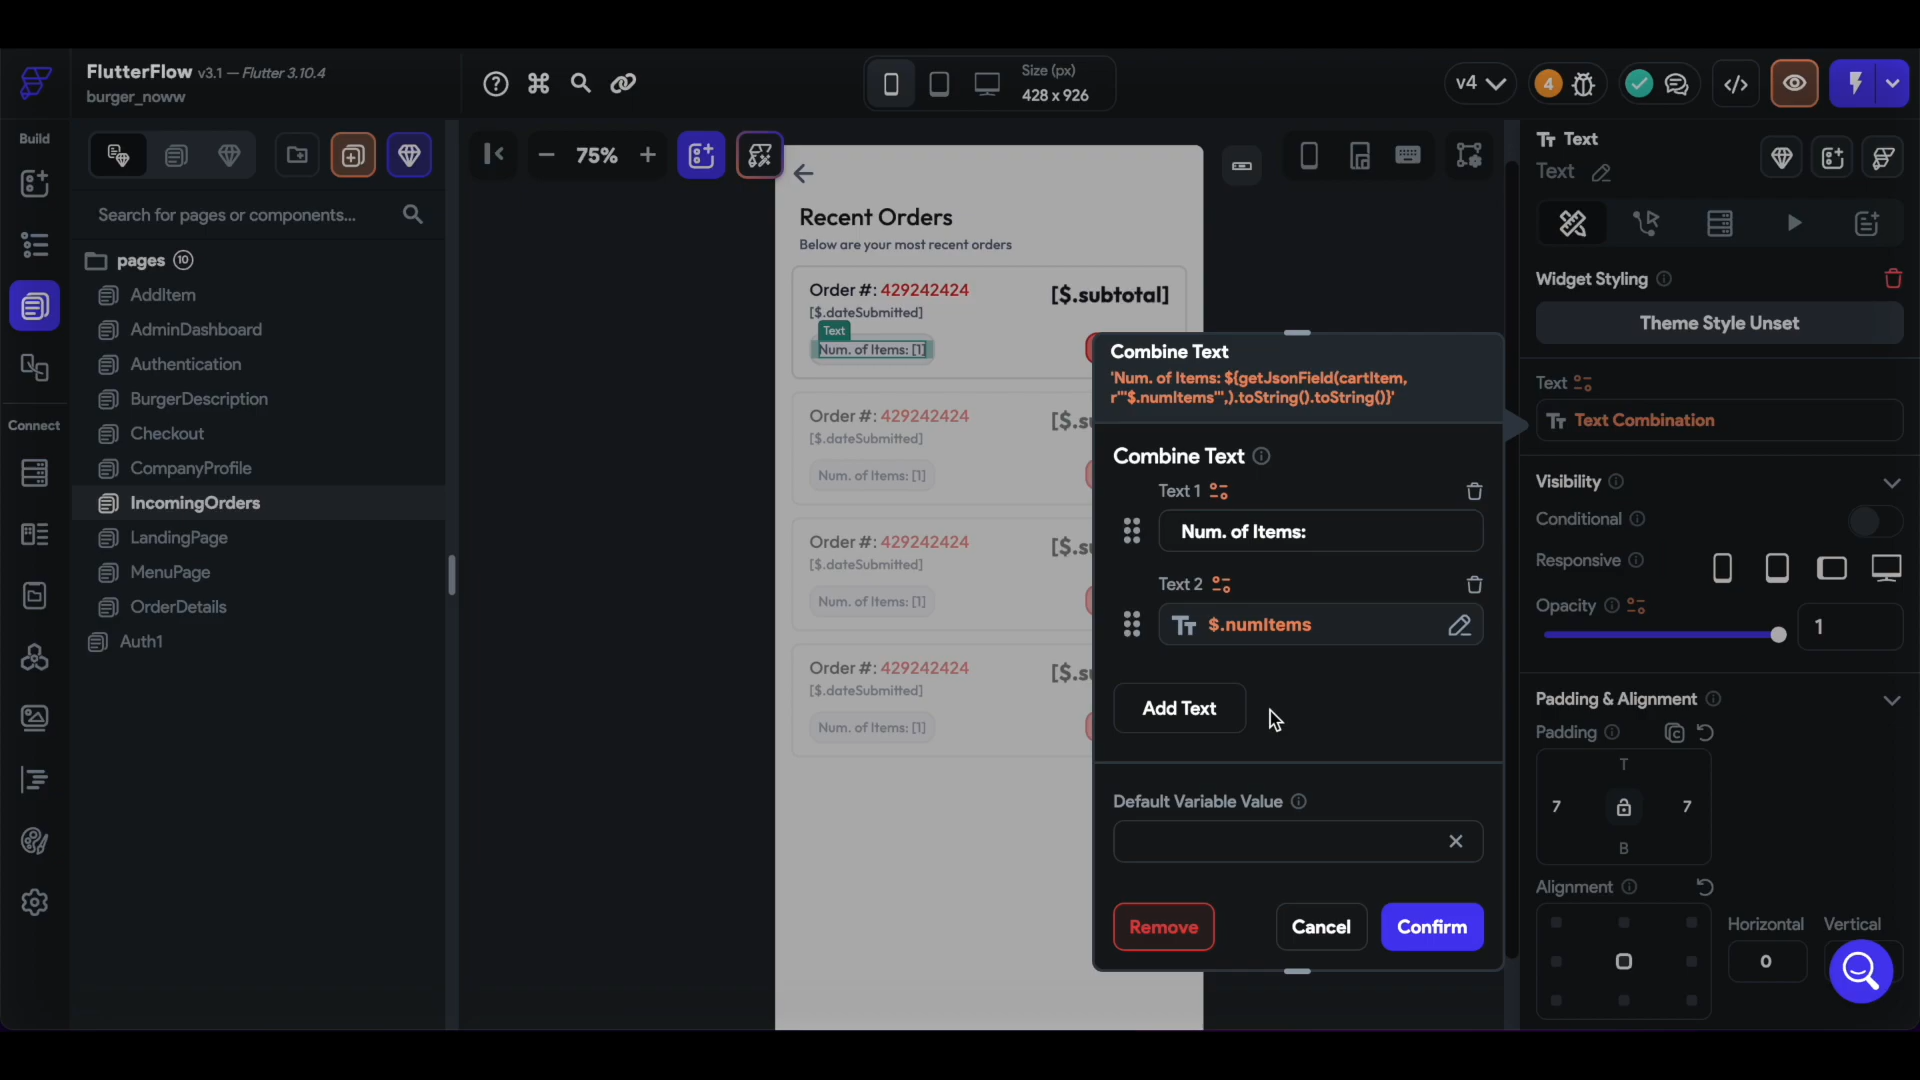 FlutterFlow v3.1 — Flutter 3.10.4
burger_noww
Size (px)
428 x 926
v4
4
Build
75%
Search for pages or components...
pages 10
AddItem
AdminDashboard
Authentication
BurgerDescription
Checkout
CompanyProfile
IncomingOrders
LandingPage
MenuPage
OrderDetails
Auth1
Connect
Recent Orders
Below are your most recent orders
Order #: 429242424
[$.subtotal]
[$.dateSubmitted]
Text
Num. of Items: [1]
Order #: 429242424
[$.su
[$.dateSubmitted]
Num. of Items: [1]
Order #: 429242424
[$.su
[$.dateSubmitted]
Num. of Items: [1]
Order #: 429242424
[$.su
[$.dateSubmitted]
Num. of Items: [1]
Combine Text
'Num. of Items: ${getJsonField(cartItem,
r'''$.numItems''',).toString().toString()}'
Combine Text
Text 1
Num. of Items:
Text 2
$.numItems
Add Text
Default Variable Value
Remove
Cancel
Confirm
Text
Text
Widget Styling
Theme Style Unset
Text
Text Combination
Visibility
Conditional
Responsive
Opacity
1
Padding & Alignment
Padding
T
7
7
B
Alignment
Horizontal
Vertical
0